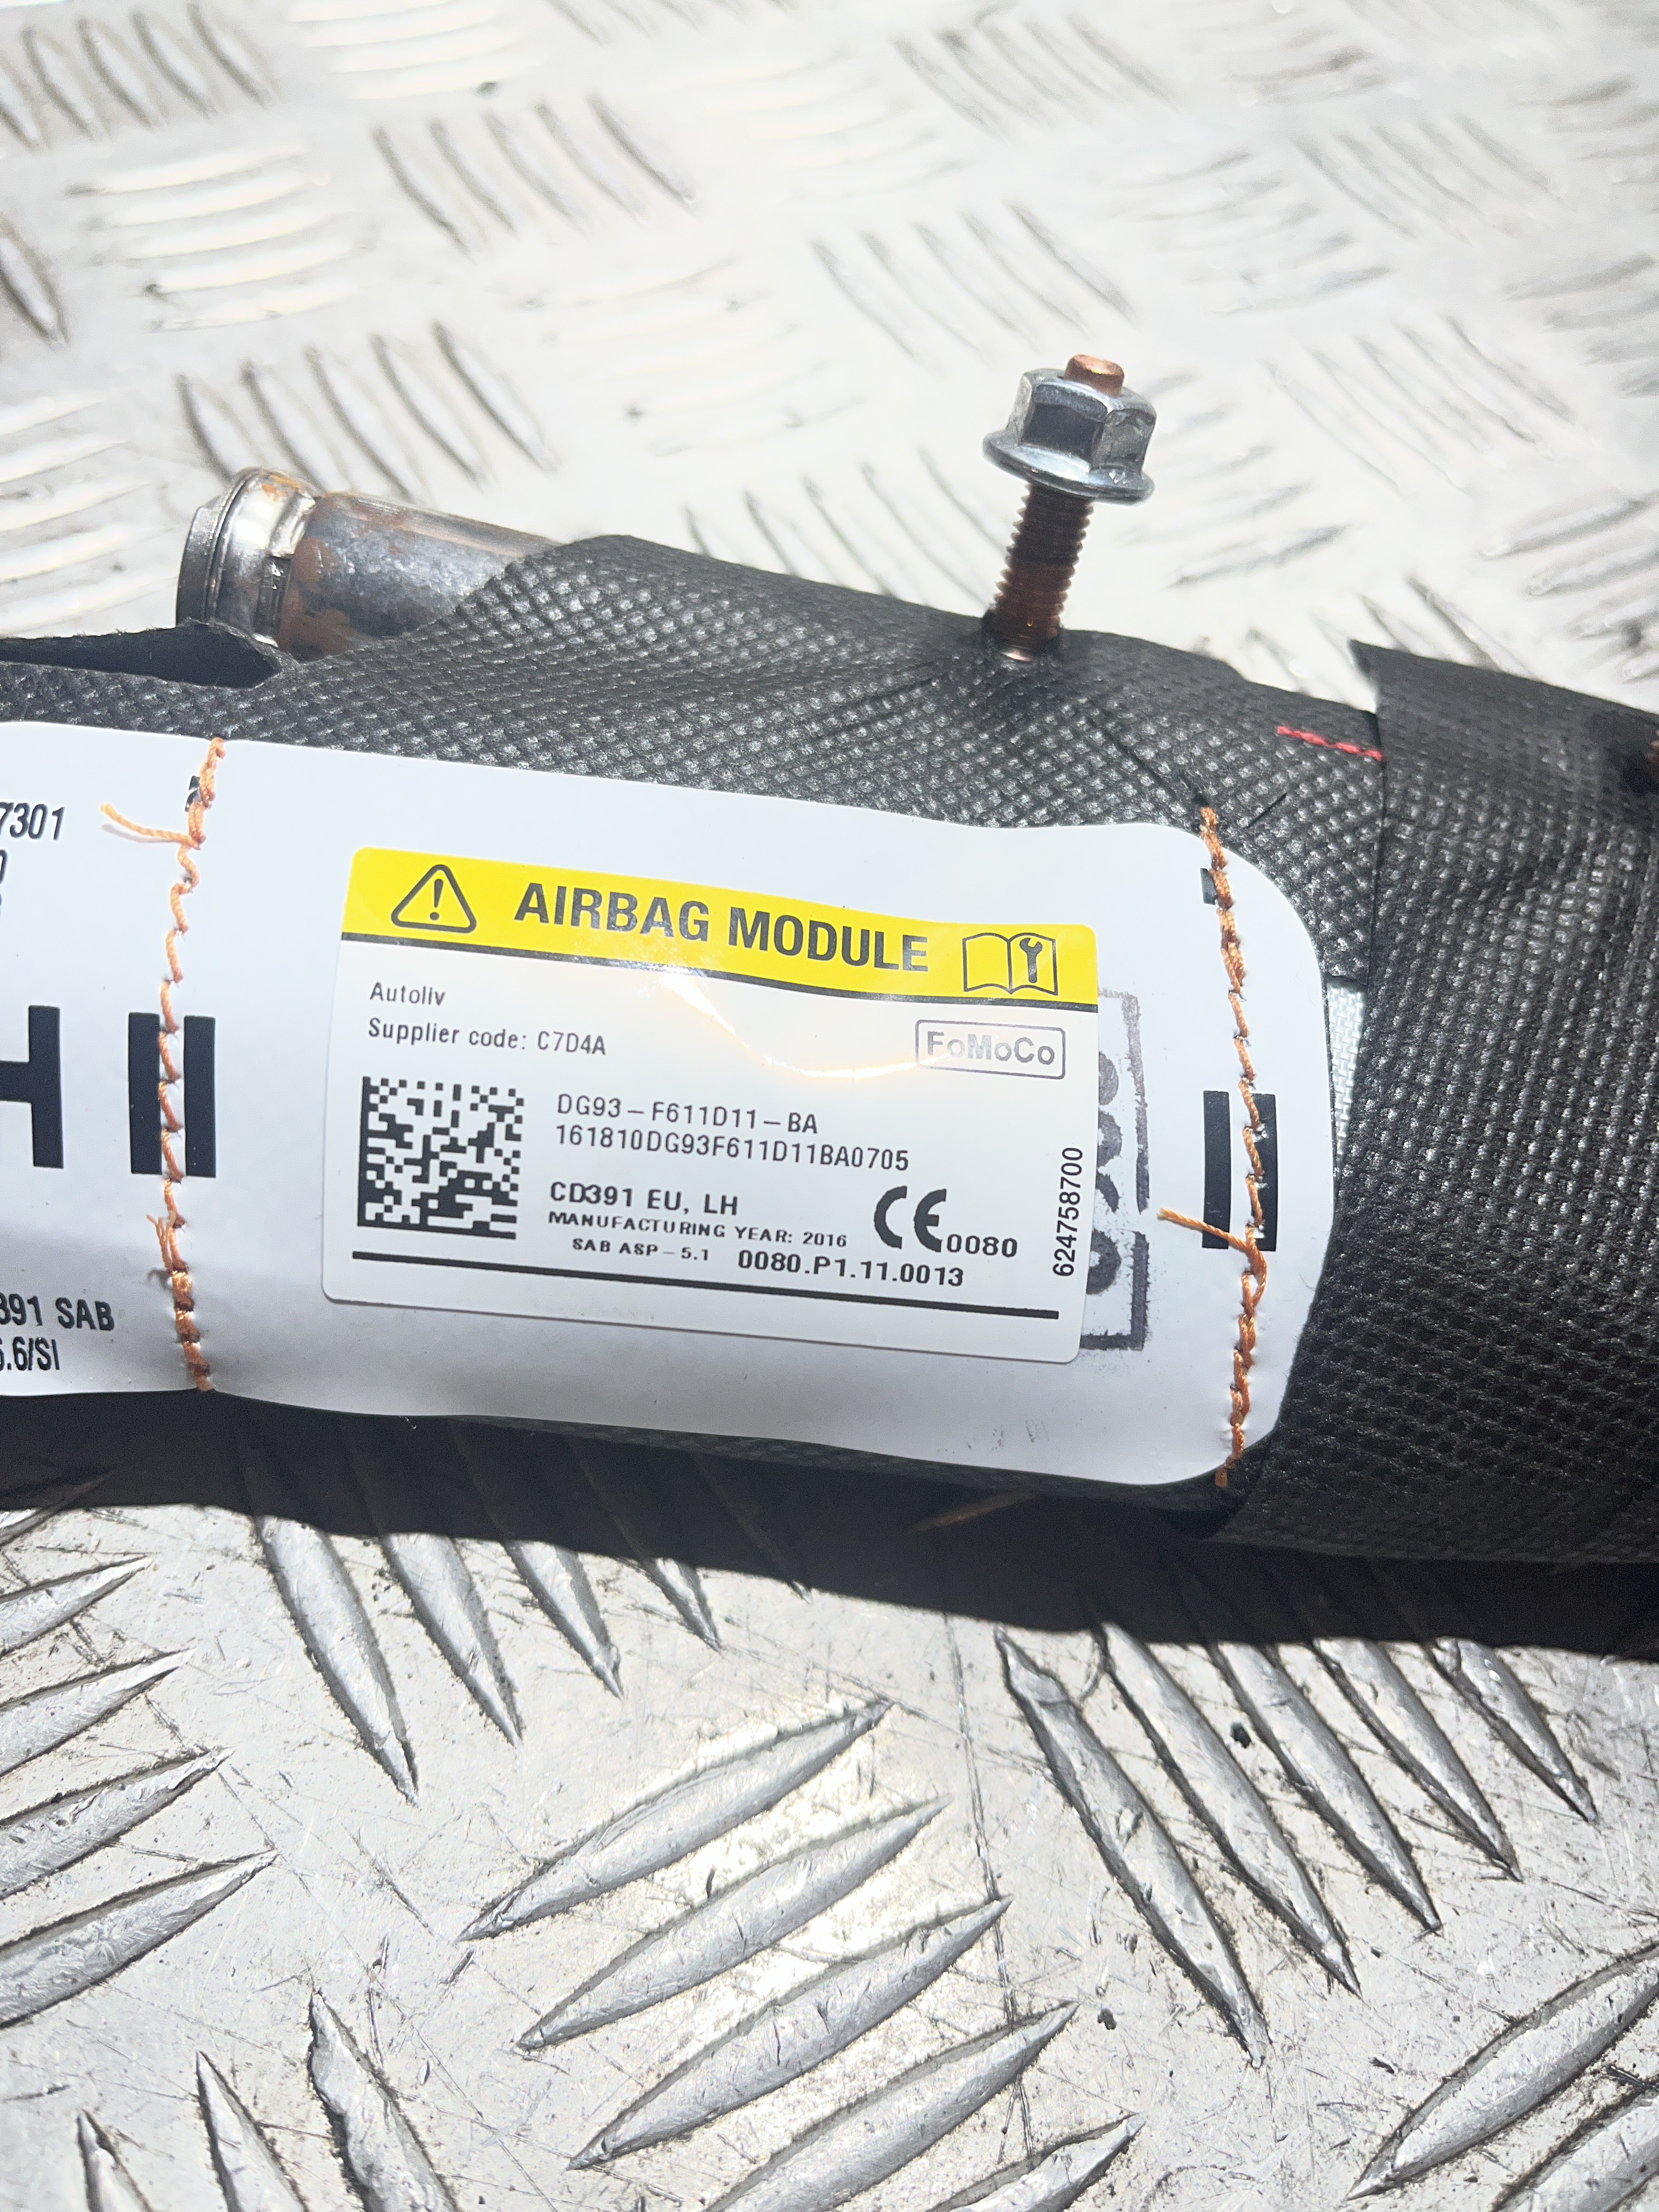 7301
H
391 SAB
6.6/SI
AIRBAG MODULE
Autoliv
Supplier code: C7D4A
FoMoCo
DG93-F611D11-BA
161810DG93F611D11BA0705
CD391 EU, LH
MANUFACTURING YEAR: 2016
CE 0080
SAB ASP-5.1 0080.P1.11.0013
624758700